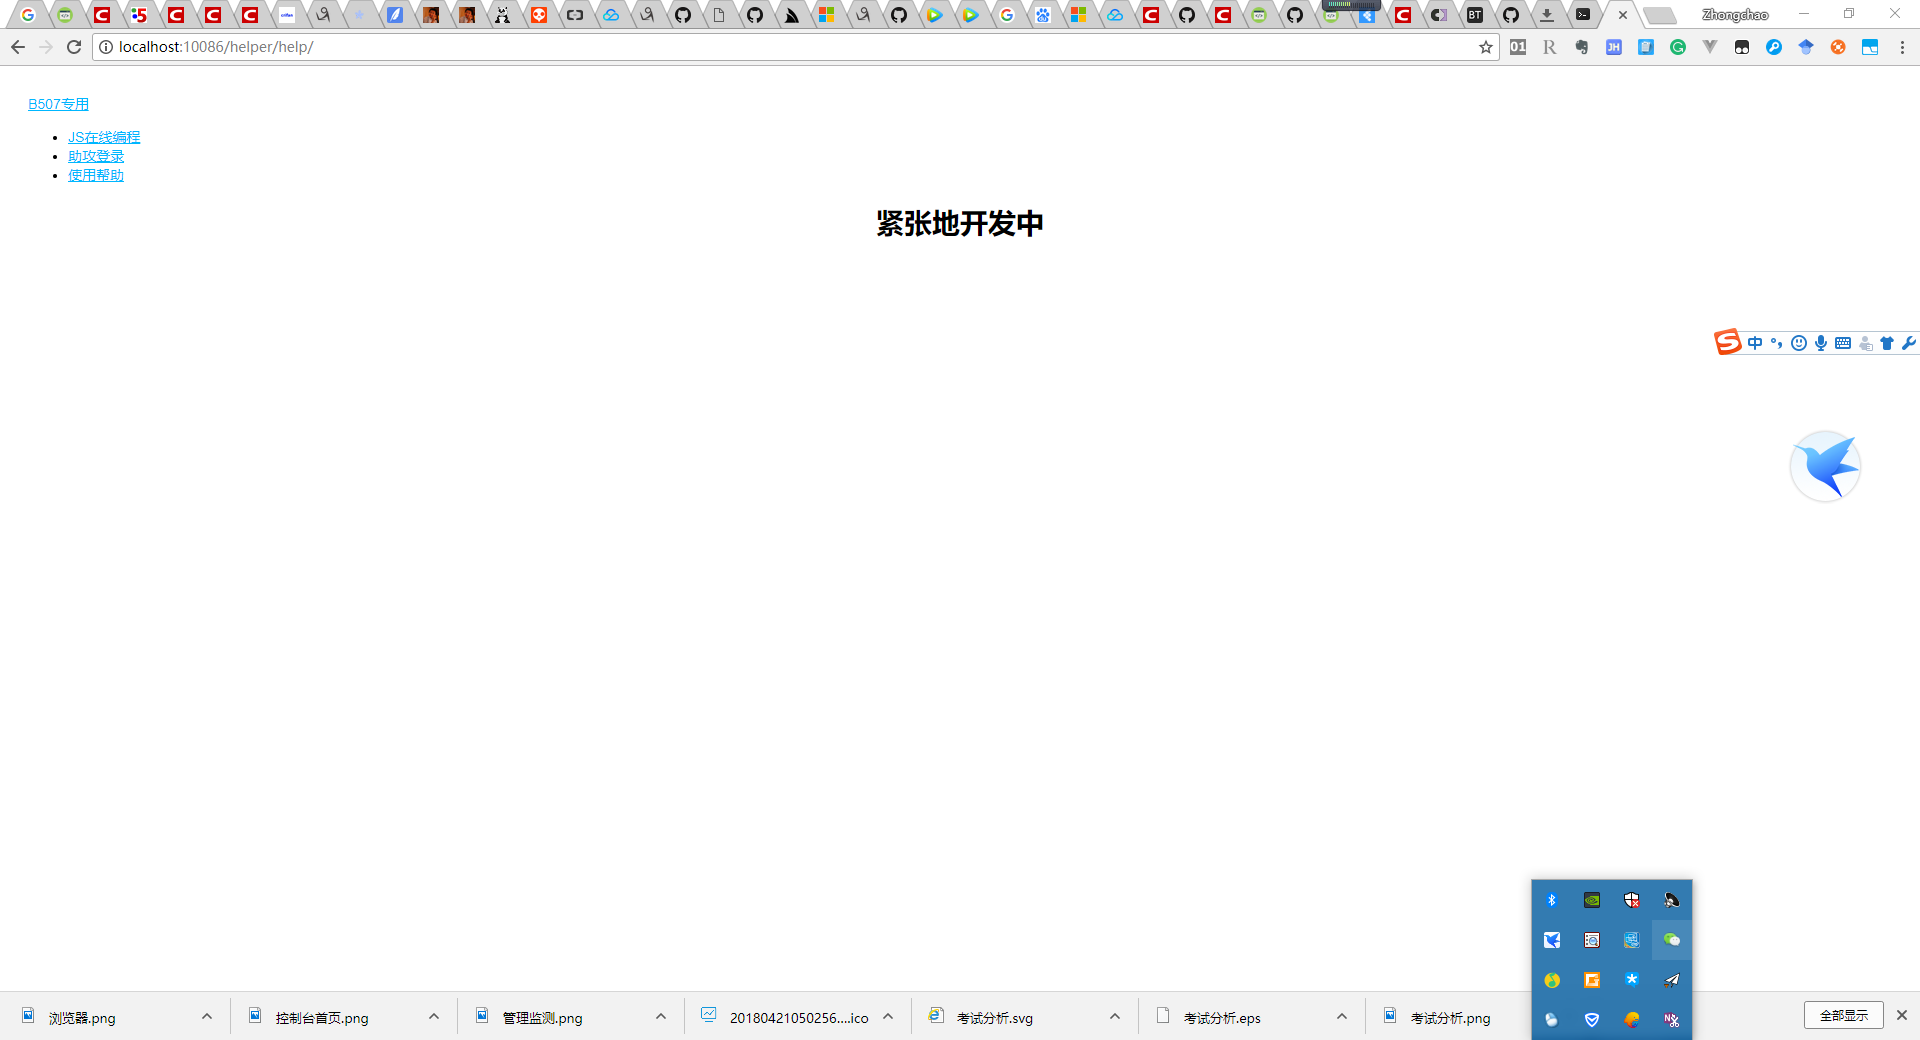 Zhongchao
localhost:10086/helper/help/
B507专用
JS在线编程
助攻登录
使用帮助
紧张地开发中
中
浏览器.png
控制台首页.png
管理监测.png
20180421050256....ico
考试分析.svg
考试分析.eps
考试分析.png
全部显示